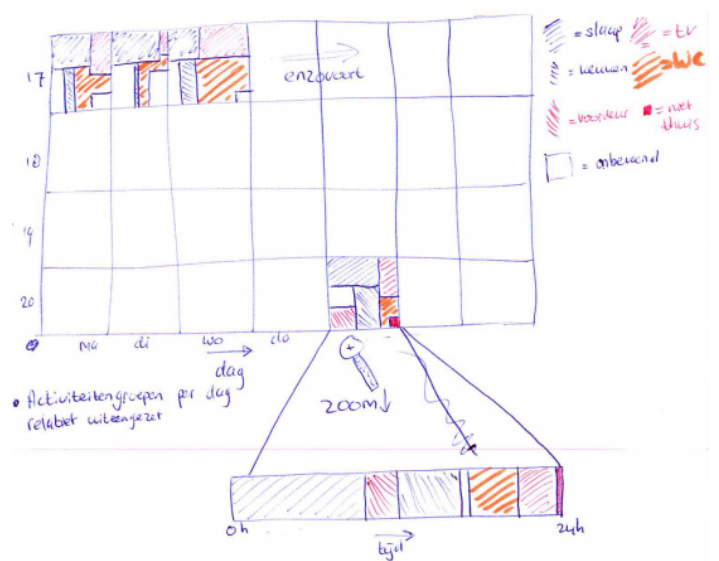 17
enzovoort
= slaap
= tv
= keuken
= WC
= voordeur
= niet
thuis
= onbekend
18
19
20
ma di wo do
dag
• Activiteitengroepen per dag
relatief uiteengezet
+
ZOOM↓
0h
24h
tijd